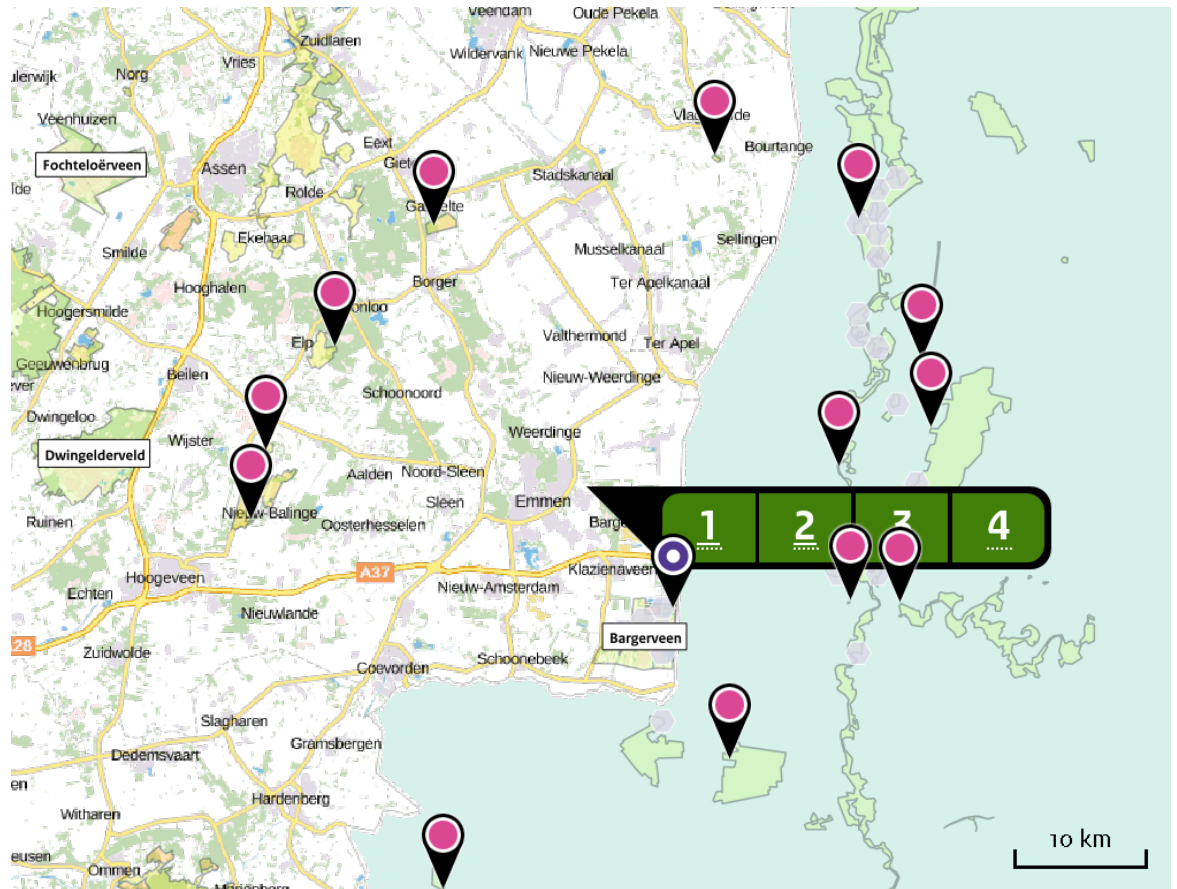 Veendam
Oude Pekela
Zuidlaren
Wildervank
Nieuwe Pekela
Vries
Norg
Veenhuizen
Eext
Bourtange
Fochteloërveen
Assen
Stadskanaal
Rolde
Ekehaar
Sellingen
Smilde
Musselkanaal
Hooghalen
Borger
Ter Apelkanaal
Hoogersmilde
Elp
Valthermond
Ter Apel
Geeuwenbrug
Beilen
Nieuw-Weerdinge
Schoonoord
Dwingeloo
Wijster
Weerdinge
Dwingelderveld
Aalden
Noord-Sleen
Sleen
Emmen
Ruinen
Nieuw-Balinge
Oosterhesselen
1 2 3 4
A37
Klazienaveen
Hoogeveen
Echten
Nieuw-Amsterdam
Nieuwlande
Bargerveen
28
Zuidwolde
Coevorden
Schoonebeek
Slagharen
Gramsbergen
Dedemsvaart
Hardenberg
Witharen
10 km
Ommen